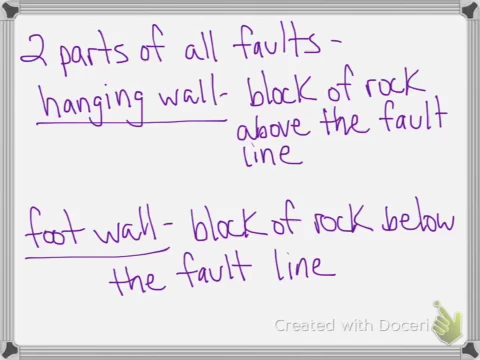 2 parts of all faults-
hanging wall- block of rock
above the fault
line
foot wall- block of rock below
the fault line
Created with Doceri